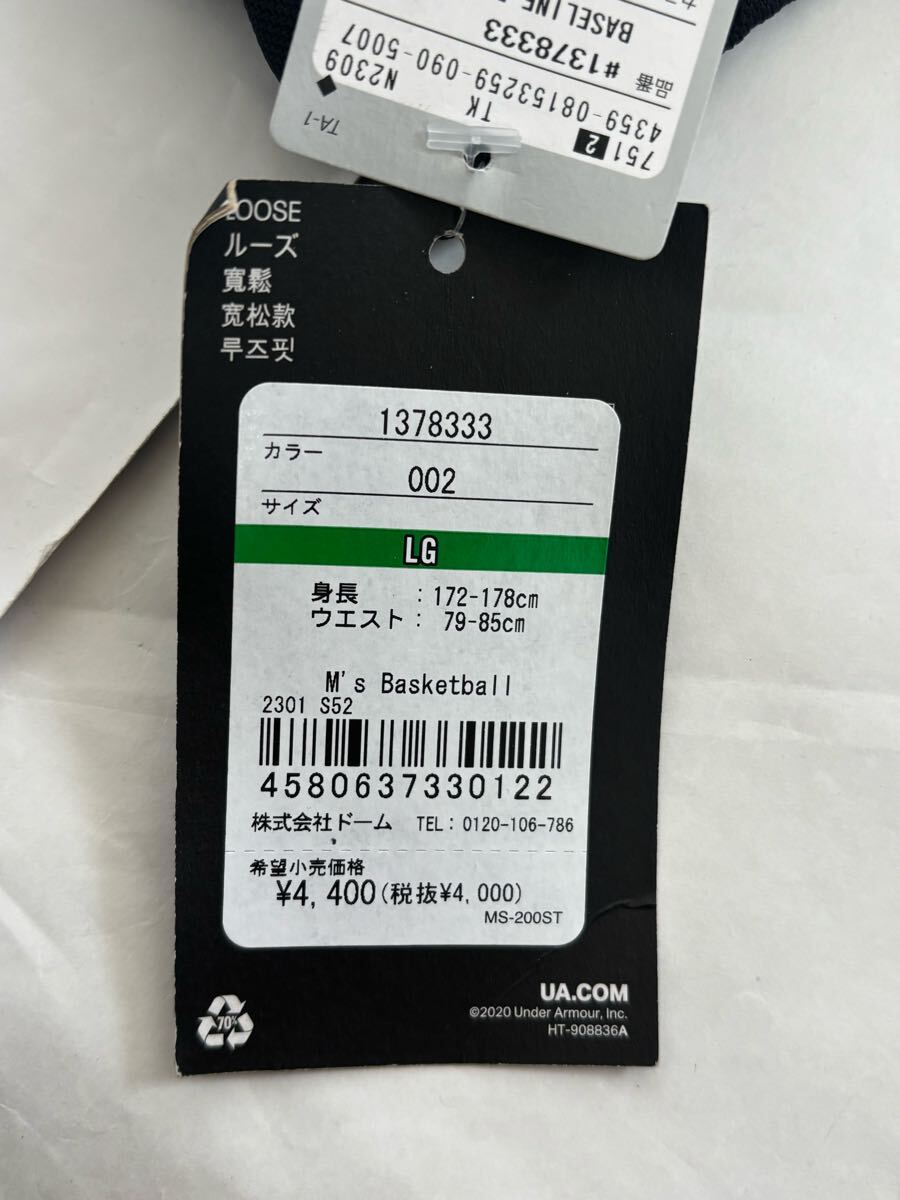 カラ
BASELINE
品番 #1378333
4359-08153259-090-5007
751 2 TK N2309
TA-1
LOOSE
ルーズ
寬鬆
宽松款
루즈핏
1378333
カラー
002
サイズ
LG
身長 : 172-178cm
ウエスト : 79-85cm
M's Basketball
2301 S52
4580637330122
株式会社ドーム TEL: 0120-106-786
希望小売価格
¥4,400(税抜¥4,000)
MS-200ST
70%
UA.COM
©2020 Under Armour, Inc.
HT-908836A